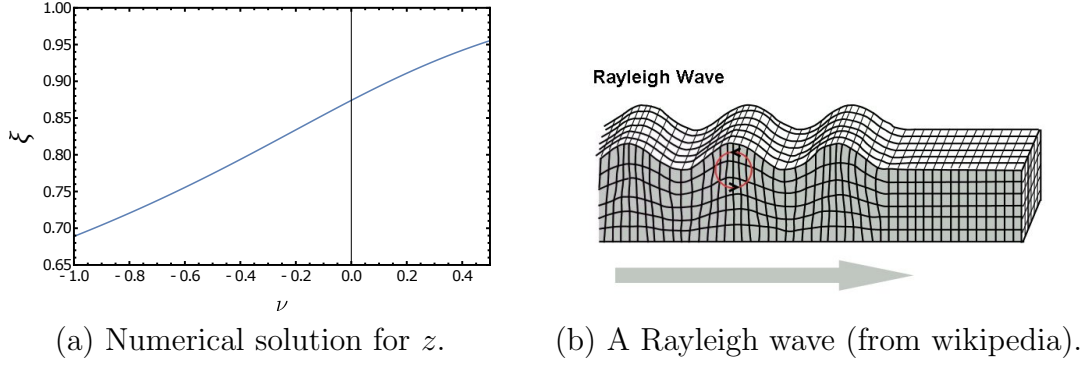 1.00
0.95
0.90
0.85
0.80
0.75
0.70
0.65
ξ
- 1.0 - 0.8 - 0.6 - 0.4 - 0.2 0.0 0.2 0.4
ν
(a) Numerical solution for z.
Rayleigh Wave
(b) A Rayleigh wave (from wikipedia).